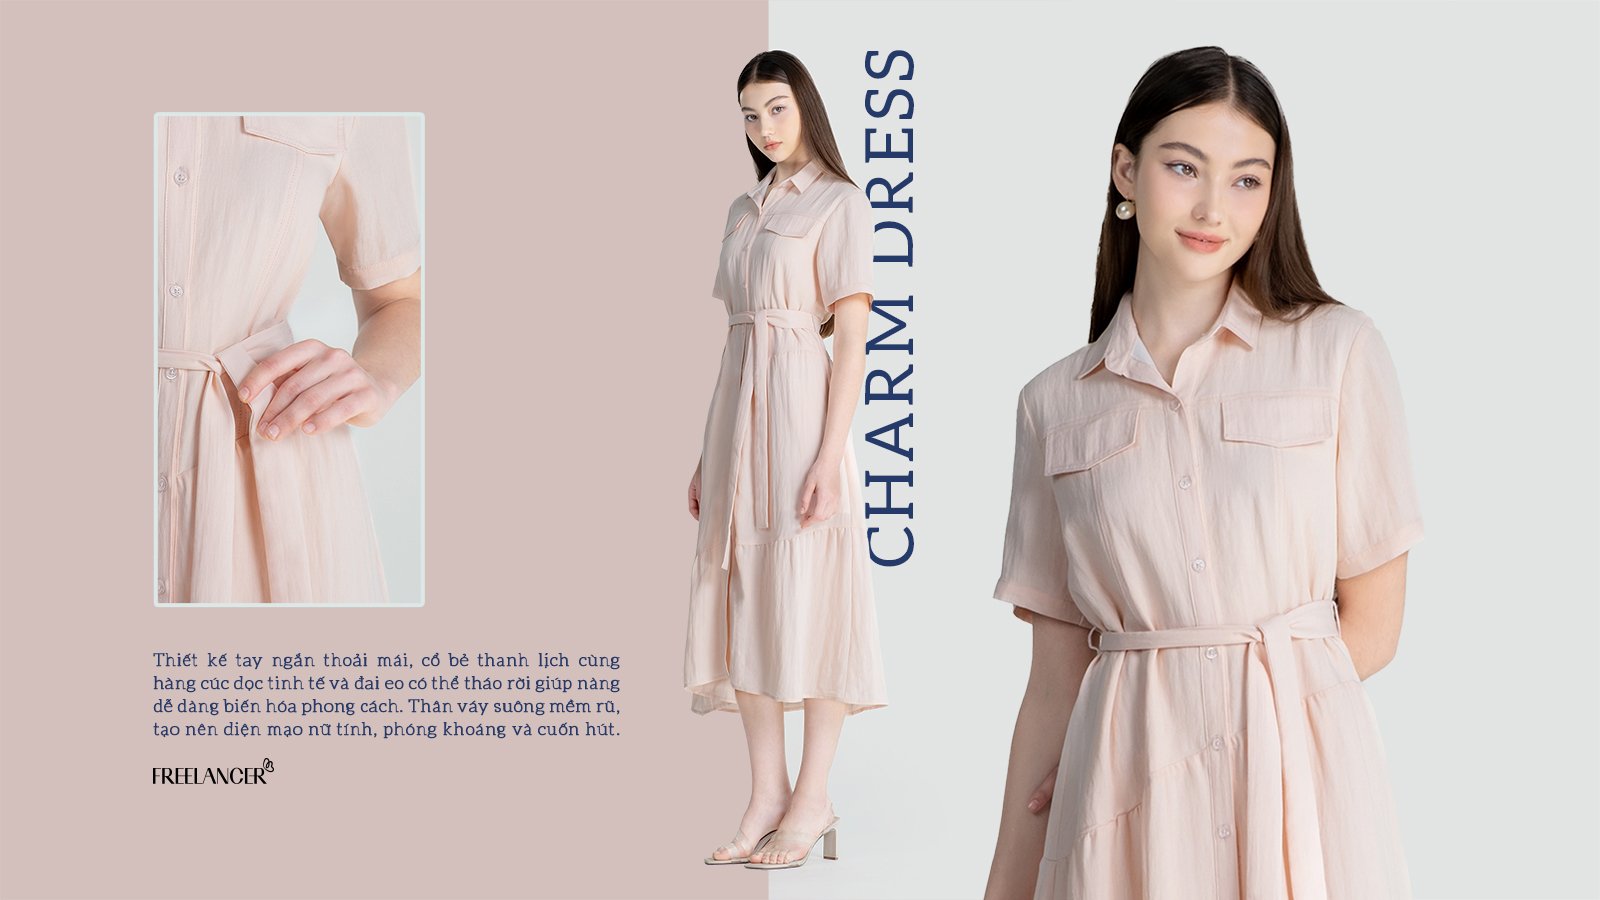 CHARM DRESS
Thiết kế tay ngắn thoải mái, cổ bẻ thanh lịch cùng
hàng cúc dọc tinh tế và đai eo có thể tháo rời giúp nàng
dễ dàng biến hóa phong cách. Thân váy suông mềm rũ,
tạo nên diện mạo nữ tính, phóng khoáng và cuốn hút.
FREELANCER